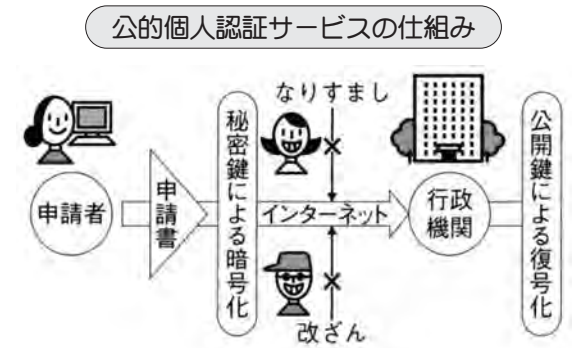 公的個人認証サービスの仕組み
なりすまし
申請者
申請書
秘密鍵による暗号化
インターネット
行政
機関
公開鍵による復号化
改ざん